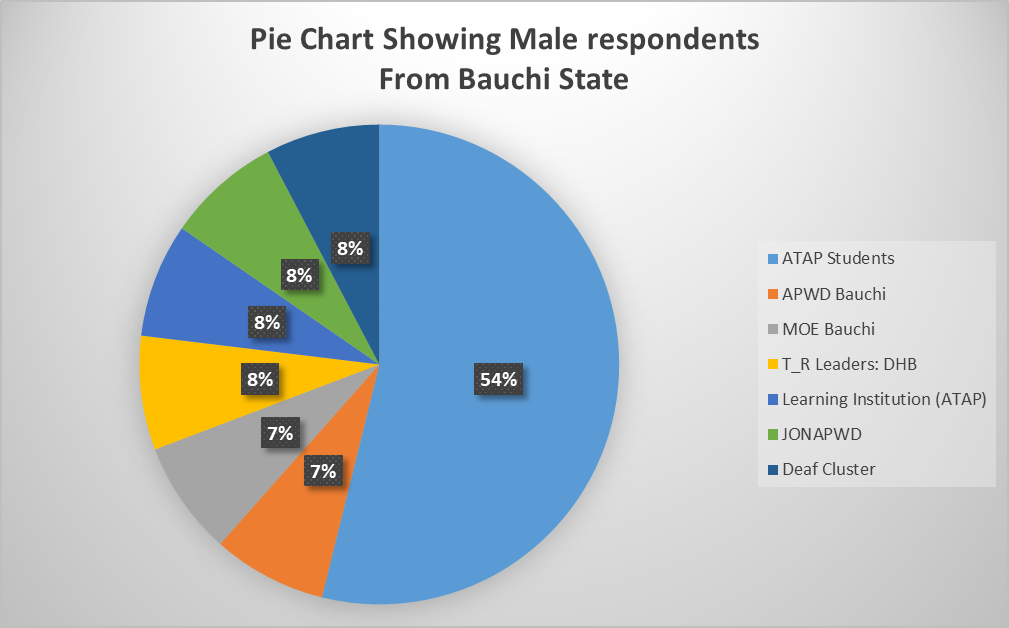 Pie Chart Showing Male respondents
From Bauchi State
8%
8%
8%
8%
7%
7%
54%
ATAP Students
APWD Bauchi
MOE Bauchi
T_R Leaders: DHB
Learning Institution (ATAP)
JONAPWD
Deaf Cluster